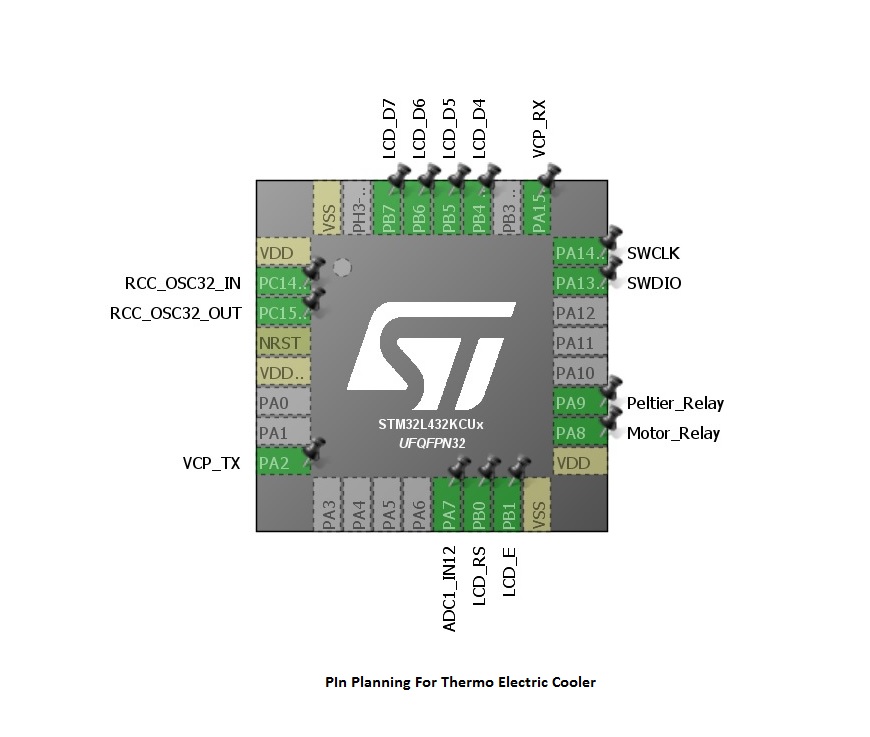 LCD_D7
LCD_D6
LCD_D5
LCD_D4
VCP_RX
VSS
PH3-..
PB7
PB6
PB5
PB4..
PB3 ..
PA15..
VDD
PC14..
PC15..
NRST
VDD..
PA0
PA1
PA2
RCC_OSC32_IN
RCC_OSC32_OUT
VCP_TX
ST
STM32L432KCUx
UFQFPN32
PA14..
PA13..
PA12
PA11
PA10
PA9
PA8
VDD
SWCLK
SWDIO
Peltier_Relay
Motor_Relay
PA3
PA4
PA5
PA6
PA7
PB0
PB1
VSS
ADC1_IN12
LCD_RS
LCD_E
PIn Planning For Thermo Electric Cooler